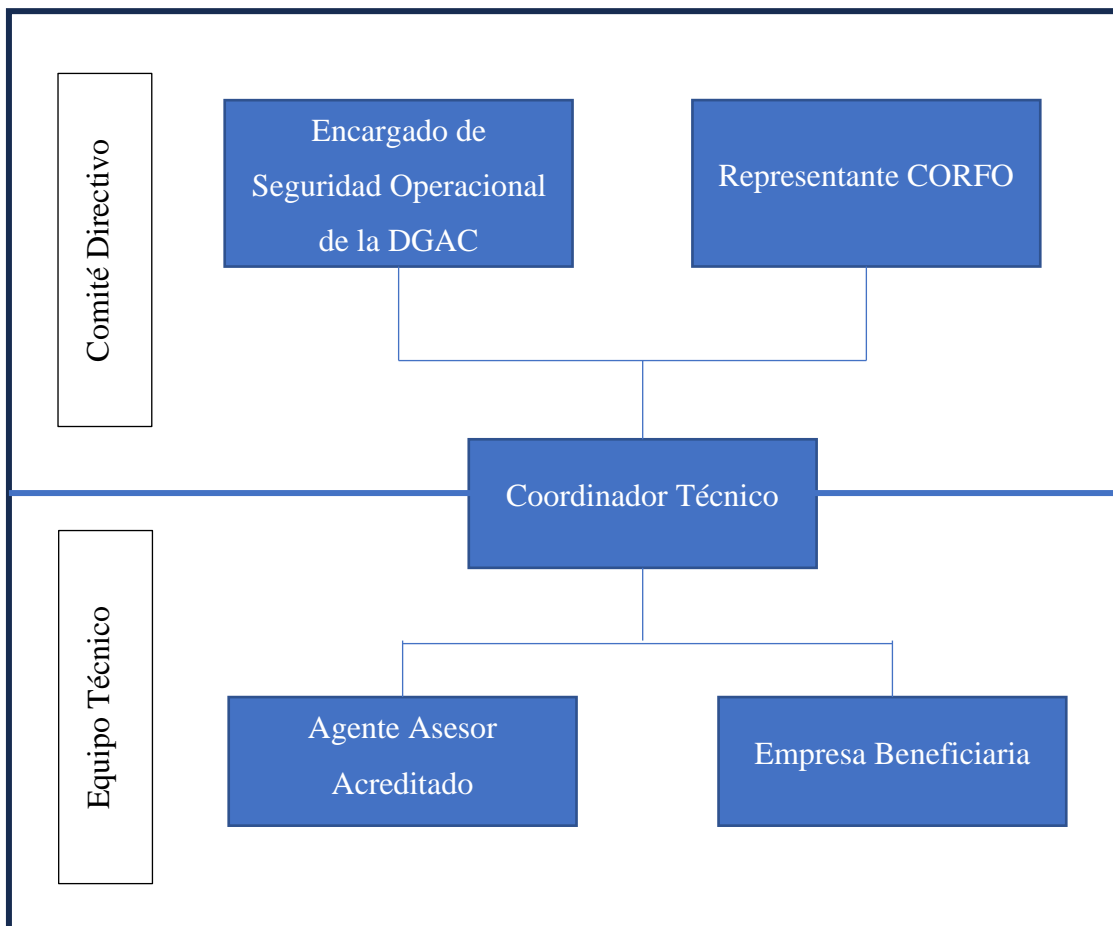 Comité Directivo
Encargado de
Seguridad Operacional
de la DGAC
Representante CORFO
Coordinador Técnico
Equipo Técnico
Agente Asesor
Acreditado
Empresa Beneficiaria